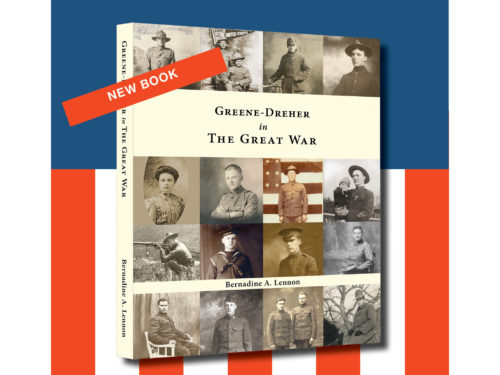 NEW BOOK
GREENE-DREHER
in
THE GREAT WAR
Bernadine A. Lennon
GREENE-DREHER in THE GREAT WAR
Bernadine A. Lennon